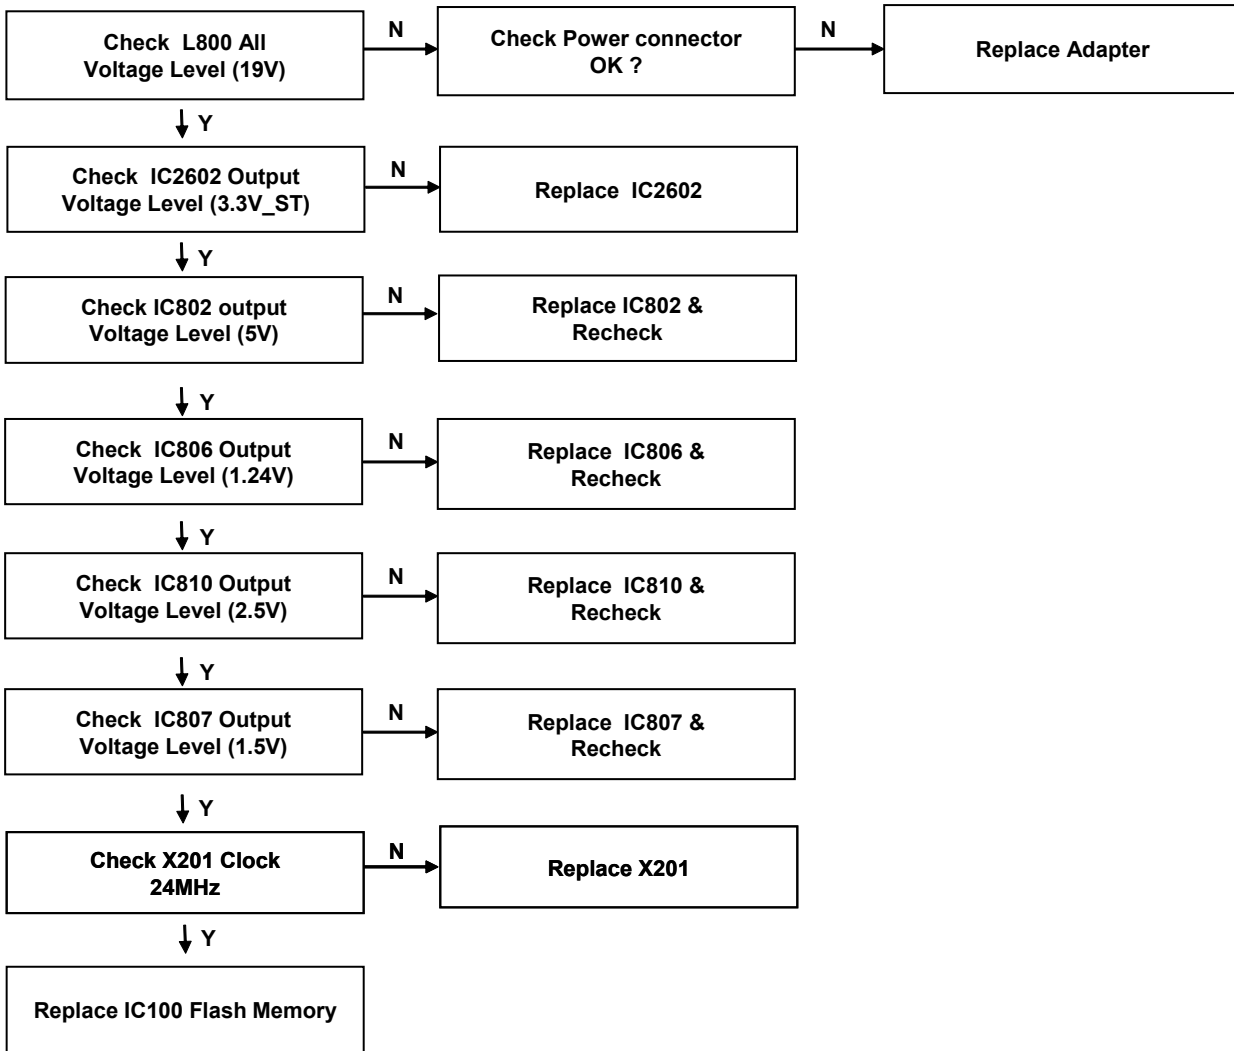 Check L800 All
Voltage Level (19V)
N
Check Power connector
OK ?
N
Replace Adapter
Y
Check IC2602 Output
Voltage Level (3.3V_ST)
N
Replace IC2602
Y
Check IC802 output
Voltage Level (5V)
N
Replace IC802 &
Recheck
Y
Check IC806 Output
Voltage Level (1.24V)
N
Replace IC806 &
Recheck
Y
Check IC810 Output
Voltage Level (2.5V)
N
Replace IC810 &
Recheck
Y
Check IC807 Output
Voltage Level (1.5V)
N
Replace IC807 &
Recheck
Y
Check X201 Clock
24MHz
N
Replace X201
Y
Replace IC100 Flash Memory